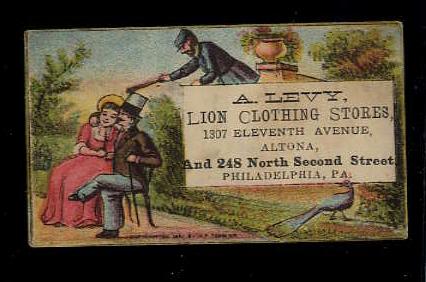 A. LEVY,
LION CLOTHING STORES,
1307 ELEVENTH AVENUE,
ALTONA,
And 248 North Second Street
PHILADELPHIA, PA.